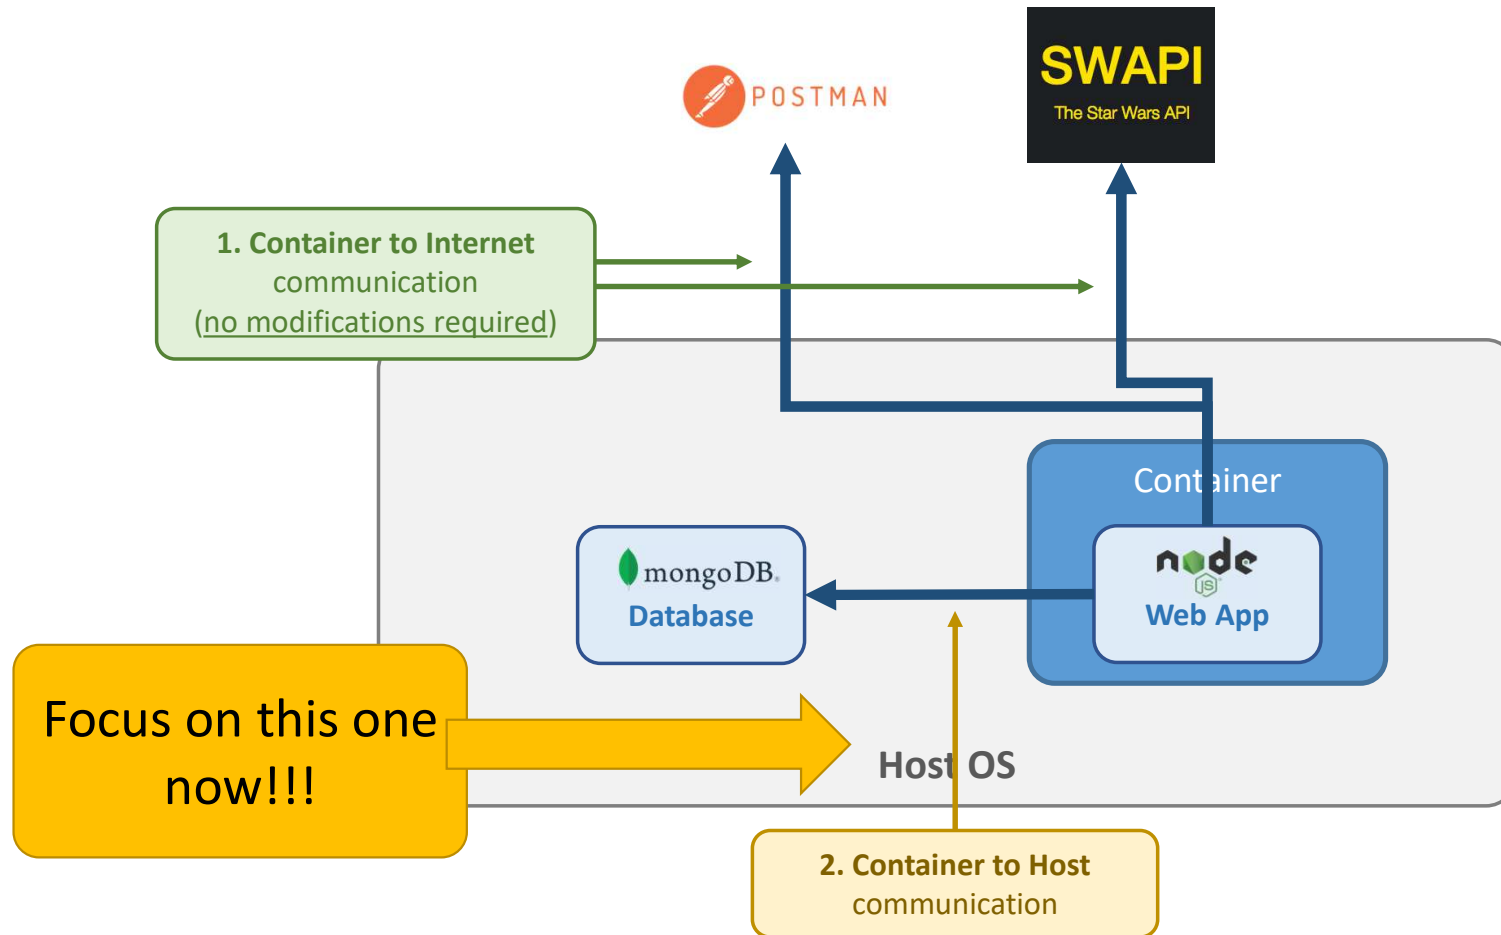 SWAPI
The Star Wars API
POSTMAN
1. Container to Internet
communication
(no modifications required)
Container
mongoDB®
Database
node
JS
Web App
Focus on this one
now!!!
Host OS
2. Container to Host
communication